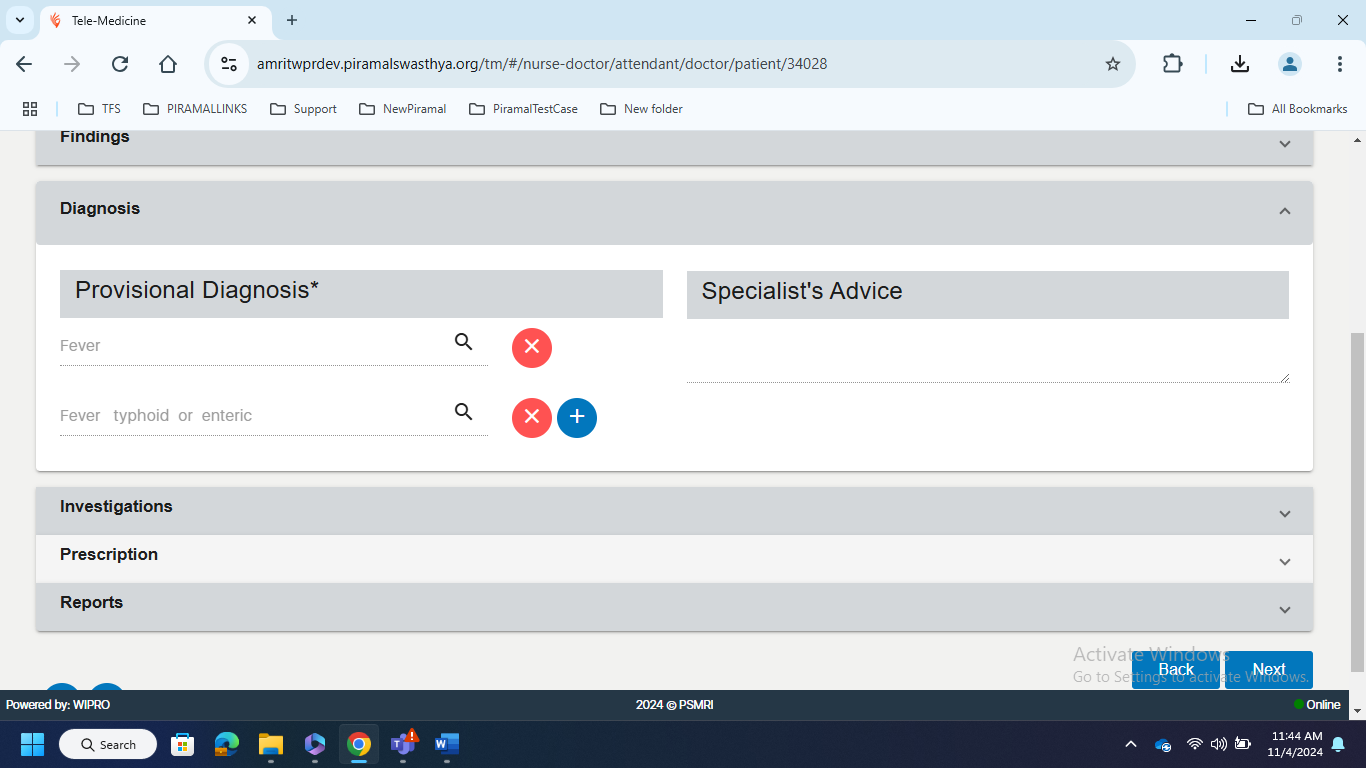 Tele-Medicine
amritwprdev.piramalswasthya.org/tm/#/nurse-doctor/attendant/doctor/patient/34028
TFS PIRAMALLINKS Support NewPiramal PiramalTestCase New folder All Bookmarks
Findings
Diagnosis
Provisional Diagnosis* Specialist's Advice
Fever
Fever typhoid or enteric
Investigations
Prescription
Reports
Activate Windows
Go to Settings to activate Windows.
Back Next
Powered by: WIPRO 2024 © PSMRI Online
Search 11:44 AM
11/4/2024